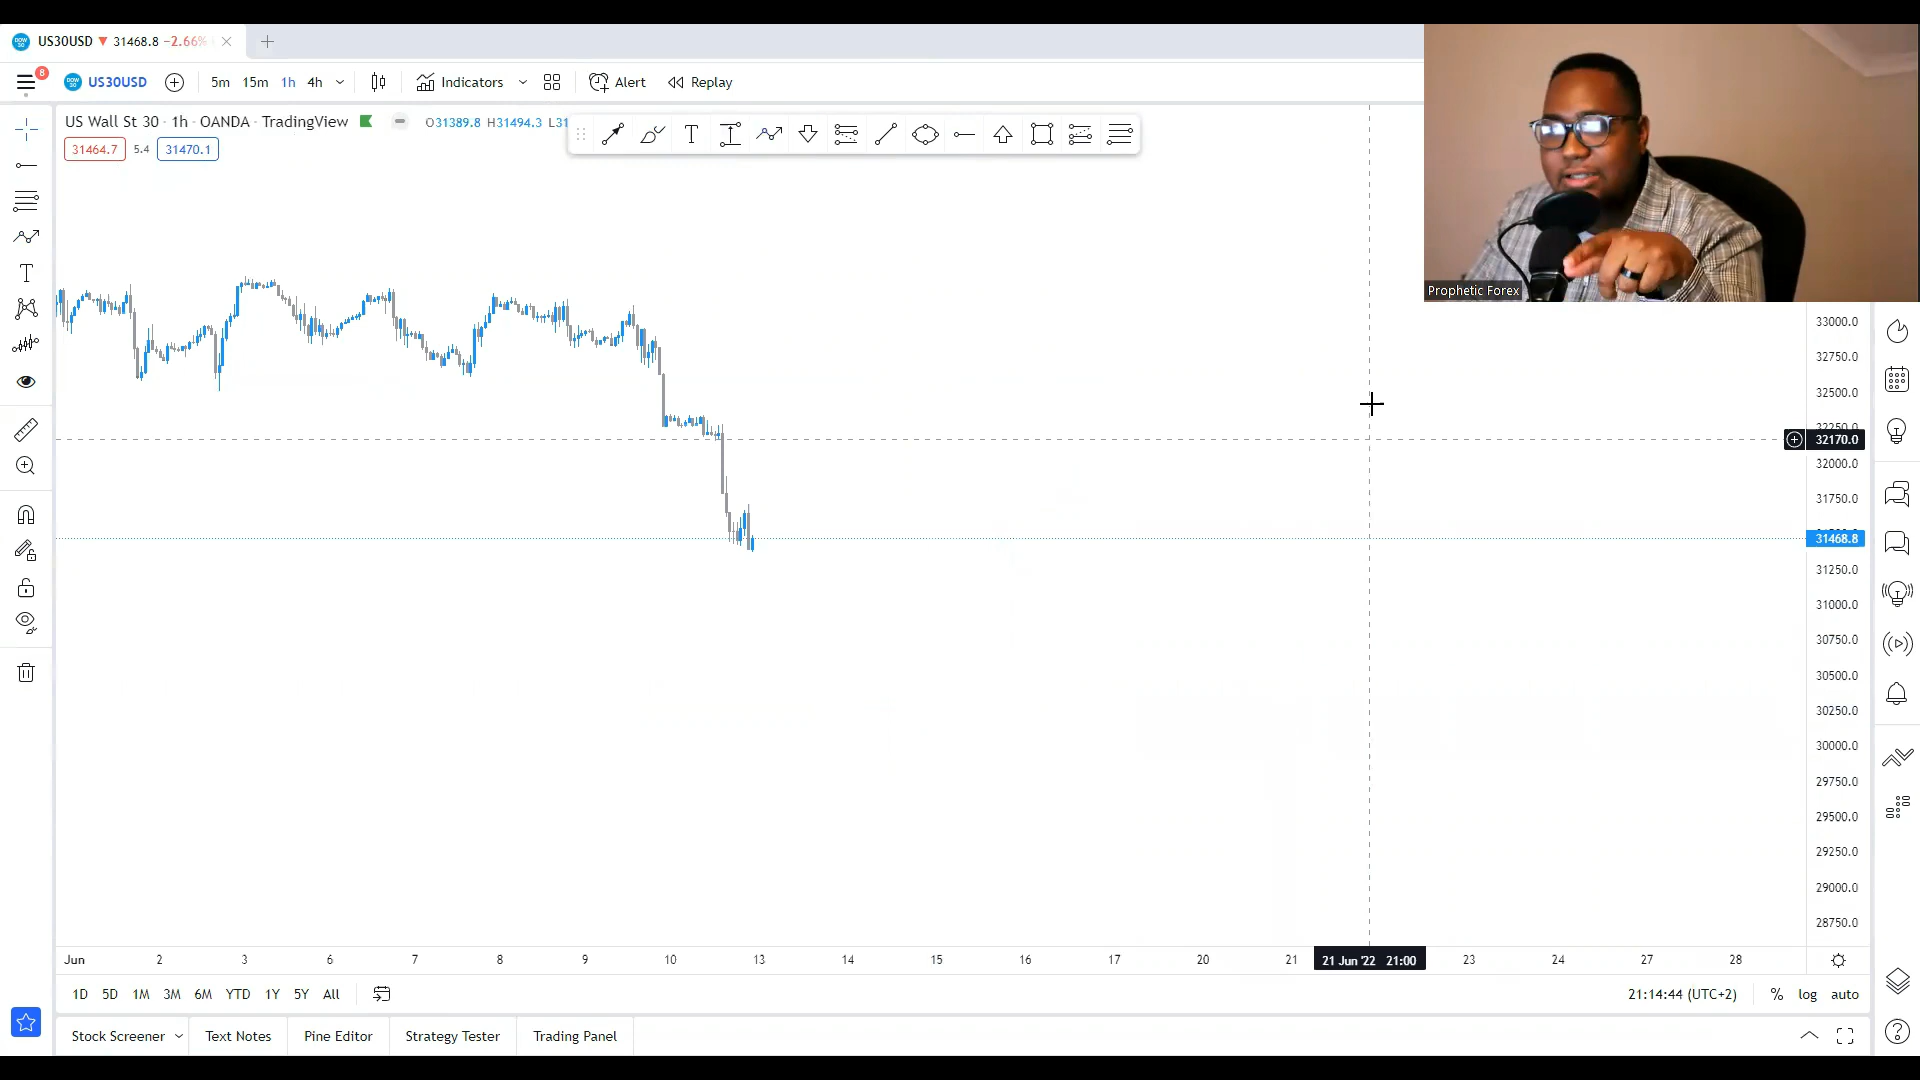 US30USD ▼ 31468.8 −2.66%
8
US30USD 5m 15m 1h 4h Indicators Alert Replay
US Wall St 30 · 1h · OANDA · TradingView
O31389.8 H31494.3 L31
31464.7 5.4 31470.1
T
T
Prophetic Forex
33000.0
32750.0
32500.0
32170.0
32000.0
31750.0
31468.8
31250.0
31000.0
30750.0
30500.0
30250.0
30000.0
29750.0
29500.0
29250.0
29000.0
28750.0
Jun 2 3 6 7 8 9 10 13 14 15 16 17 20 21 21 Jun '22 21:00 23 24 27 28
1D 5D 1M 3M 6M YTD 1Y 5Y All
21:14:44 (UTC+2) % log auto
Stock Screener Text Notes Pine Editor Strategy Tester Trading Panel